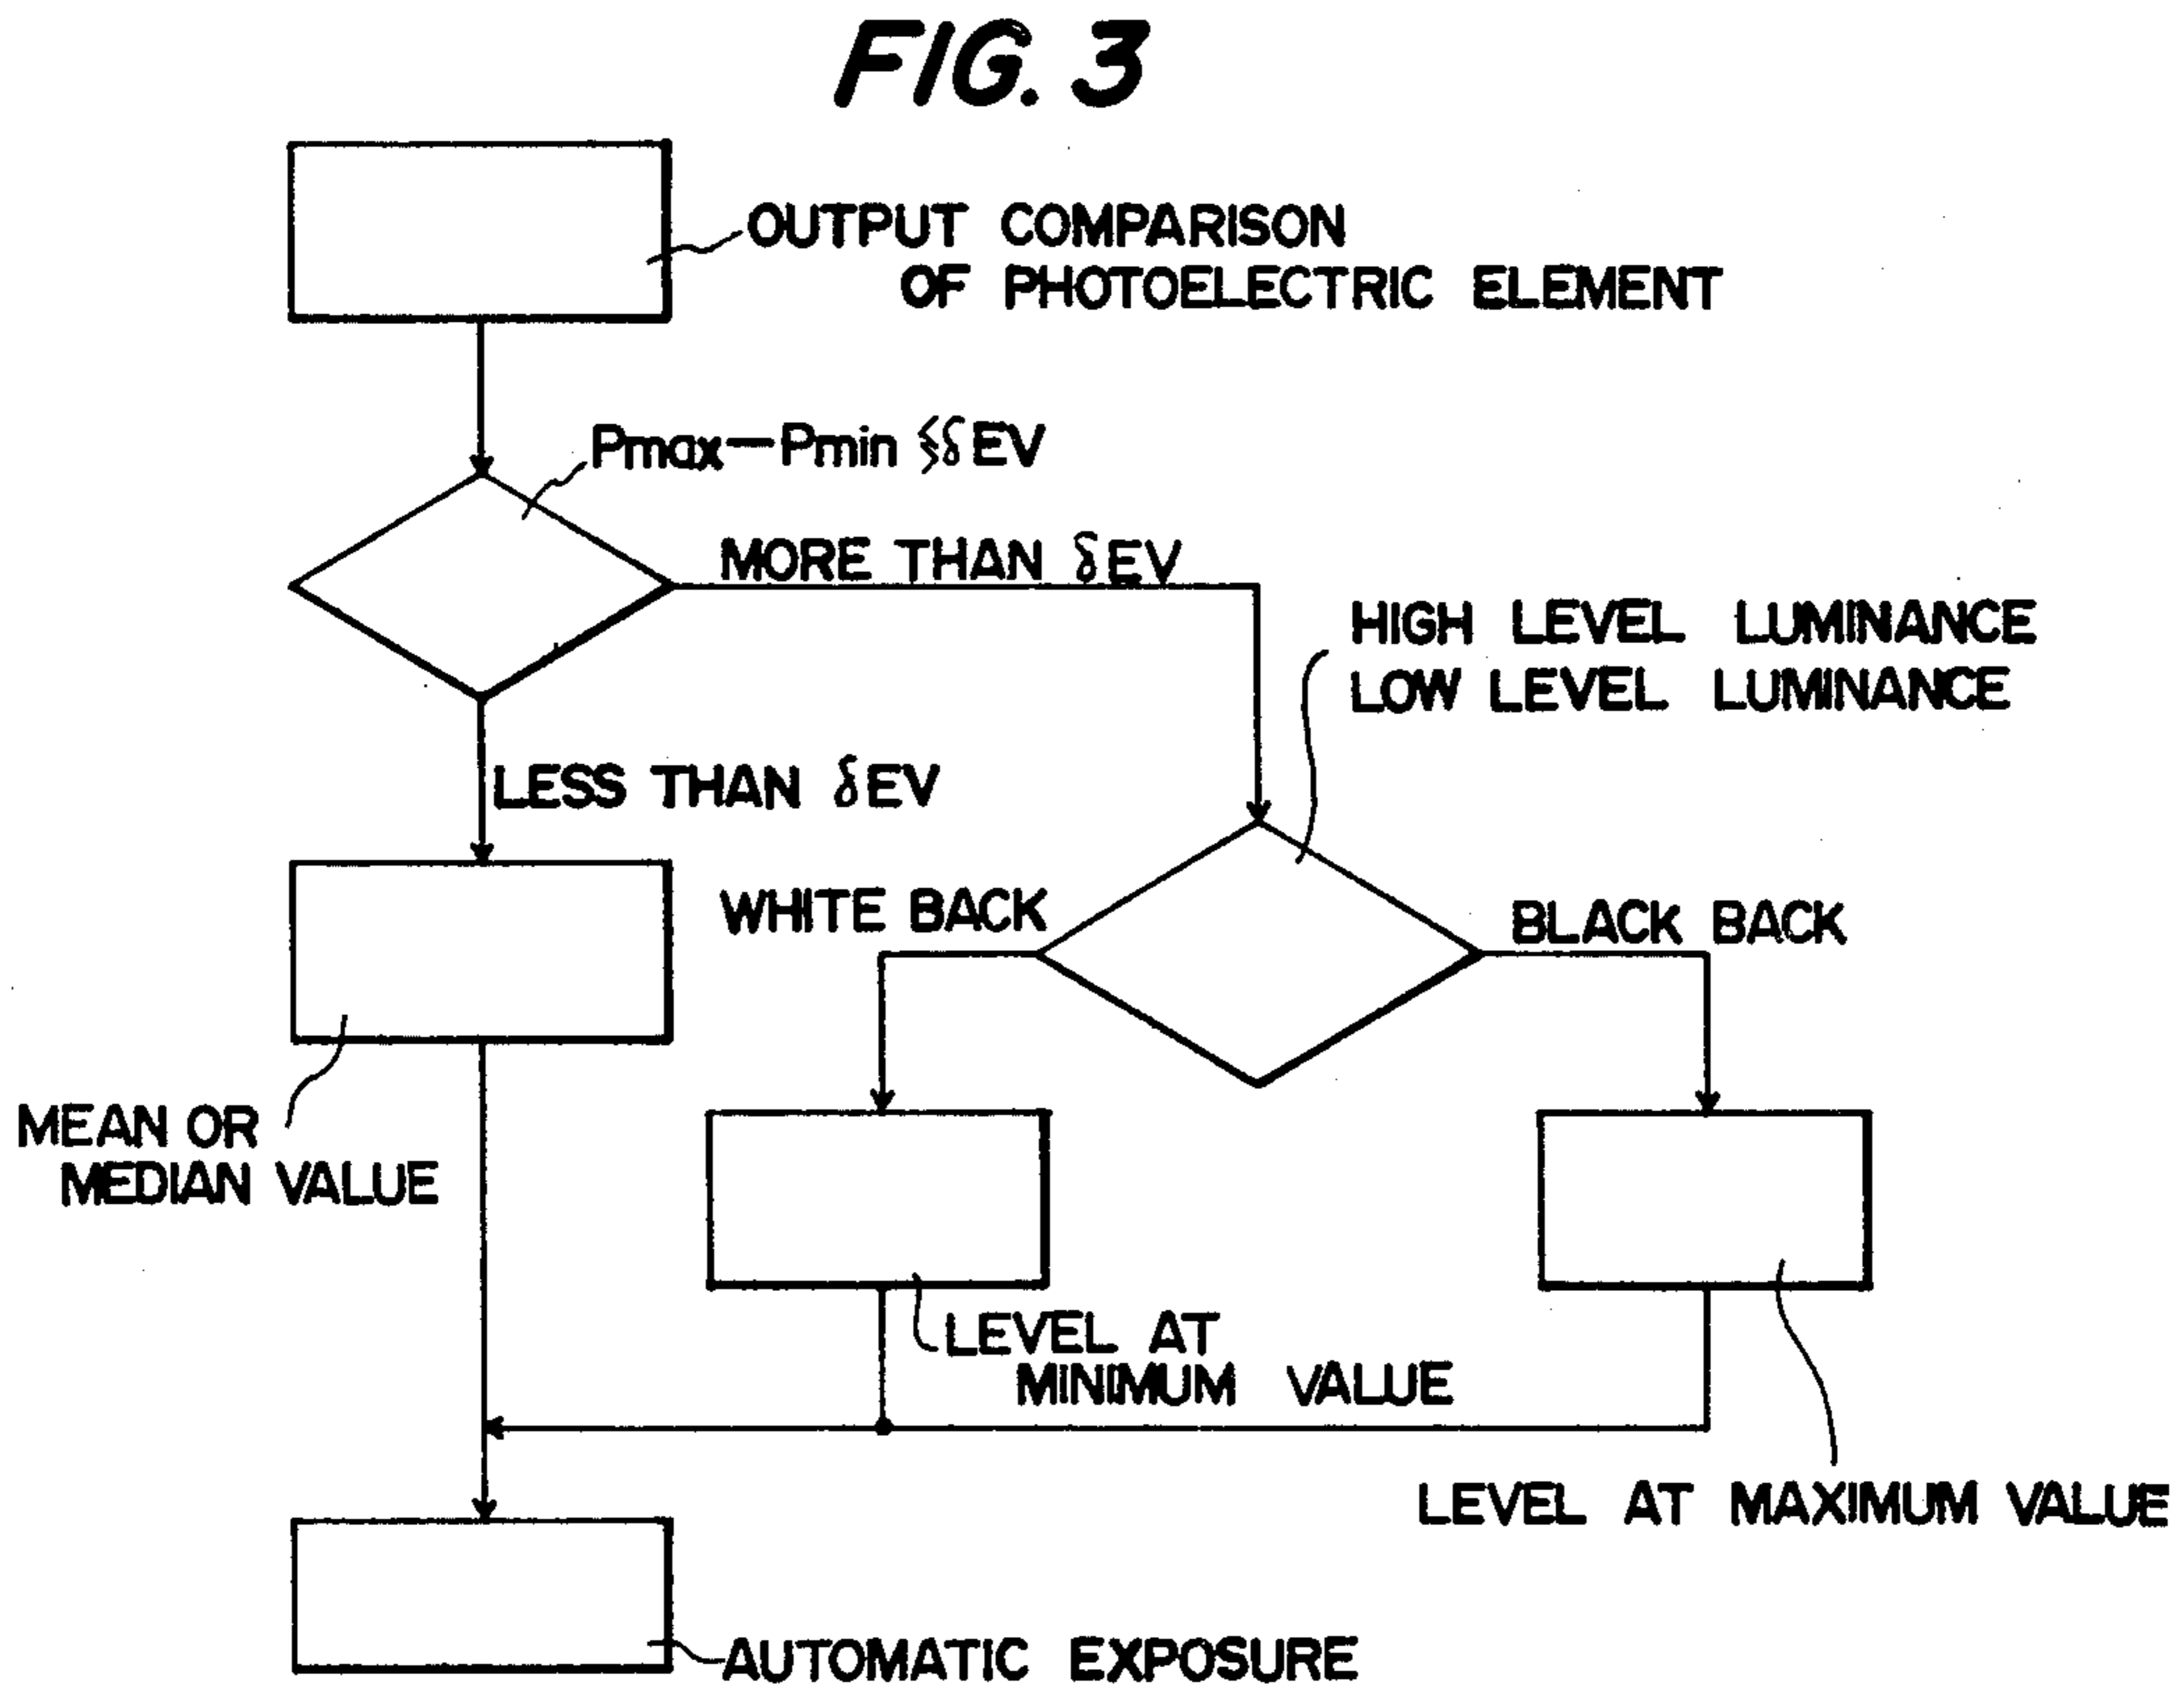 FIG. 3
OUTPUT COMPARISON
OF PHOTOELECTRIC ELEMENT
Pmax—Pmin ≶δEV
MORE THAN δEV
HIGH LEVEL LUMINANCE
LOW LEVEL LUMINANCE
LESS THAN δEV
WHITE BACK
BLACK BACK
MEAN OR
MEDIAN VALUE
LEVEL AT
MINIMUM VALUE
LEVEL AT MAXIMUM VALUE
AUTOMATIC EXPOSURE